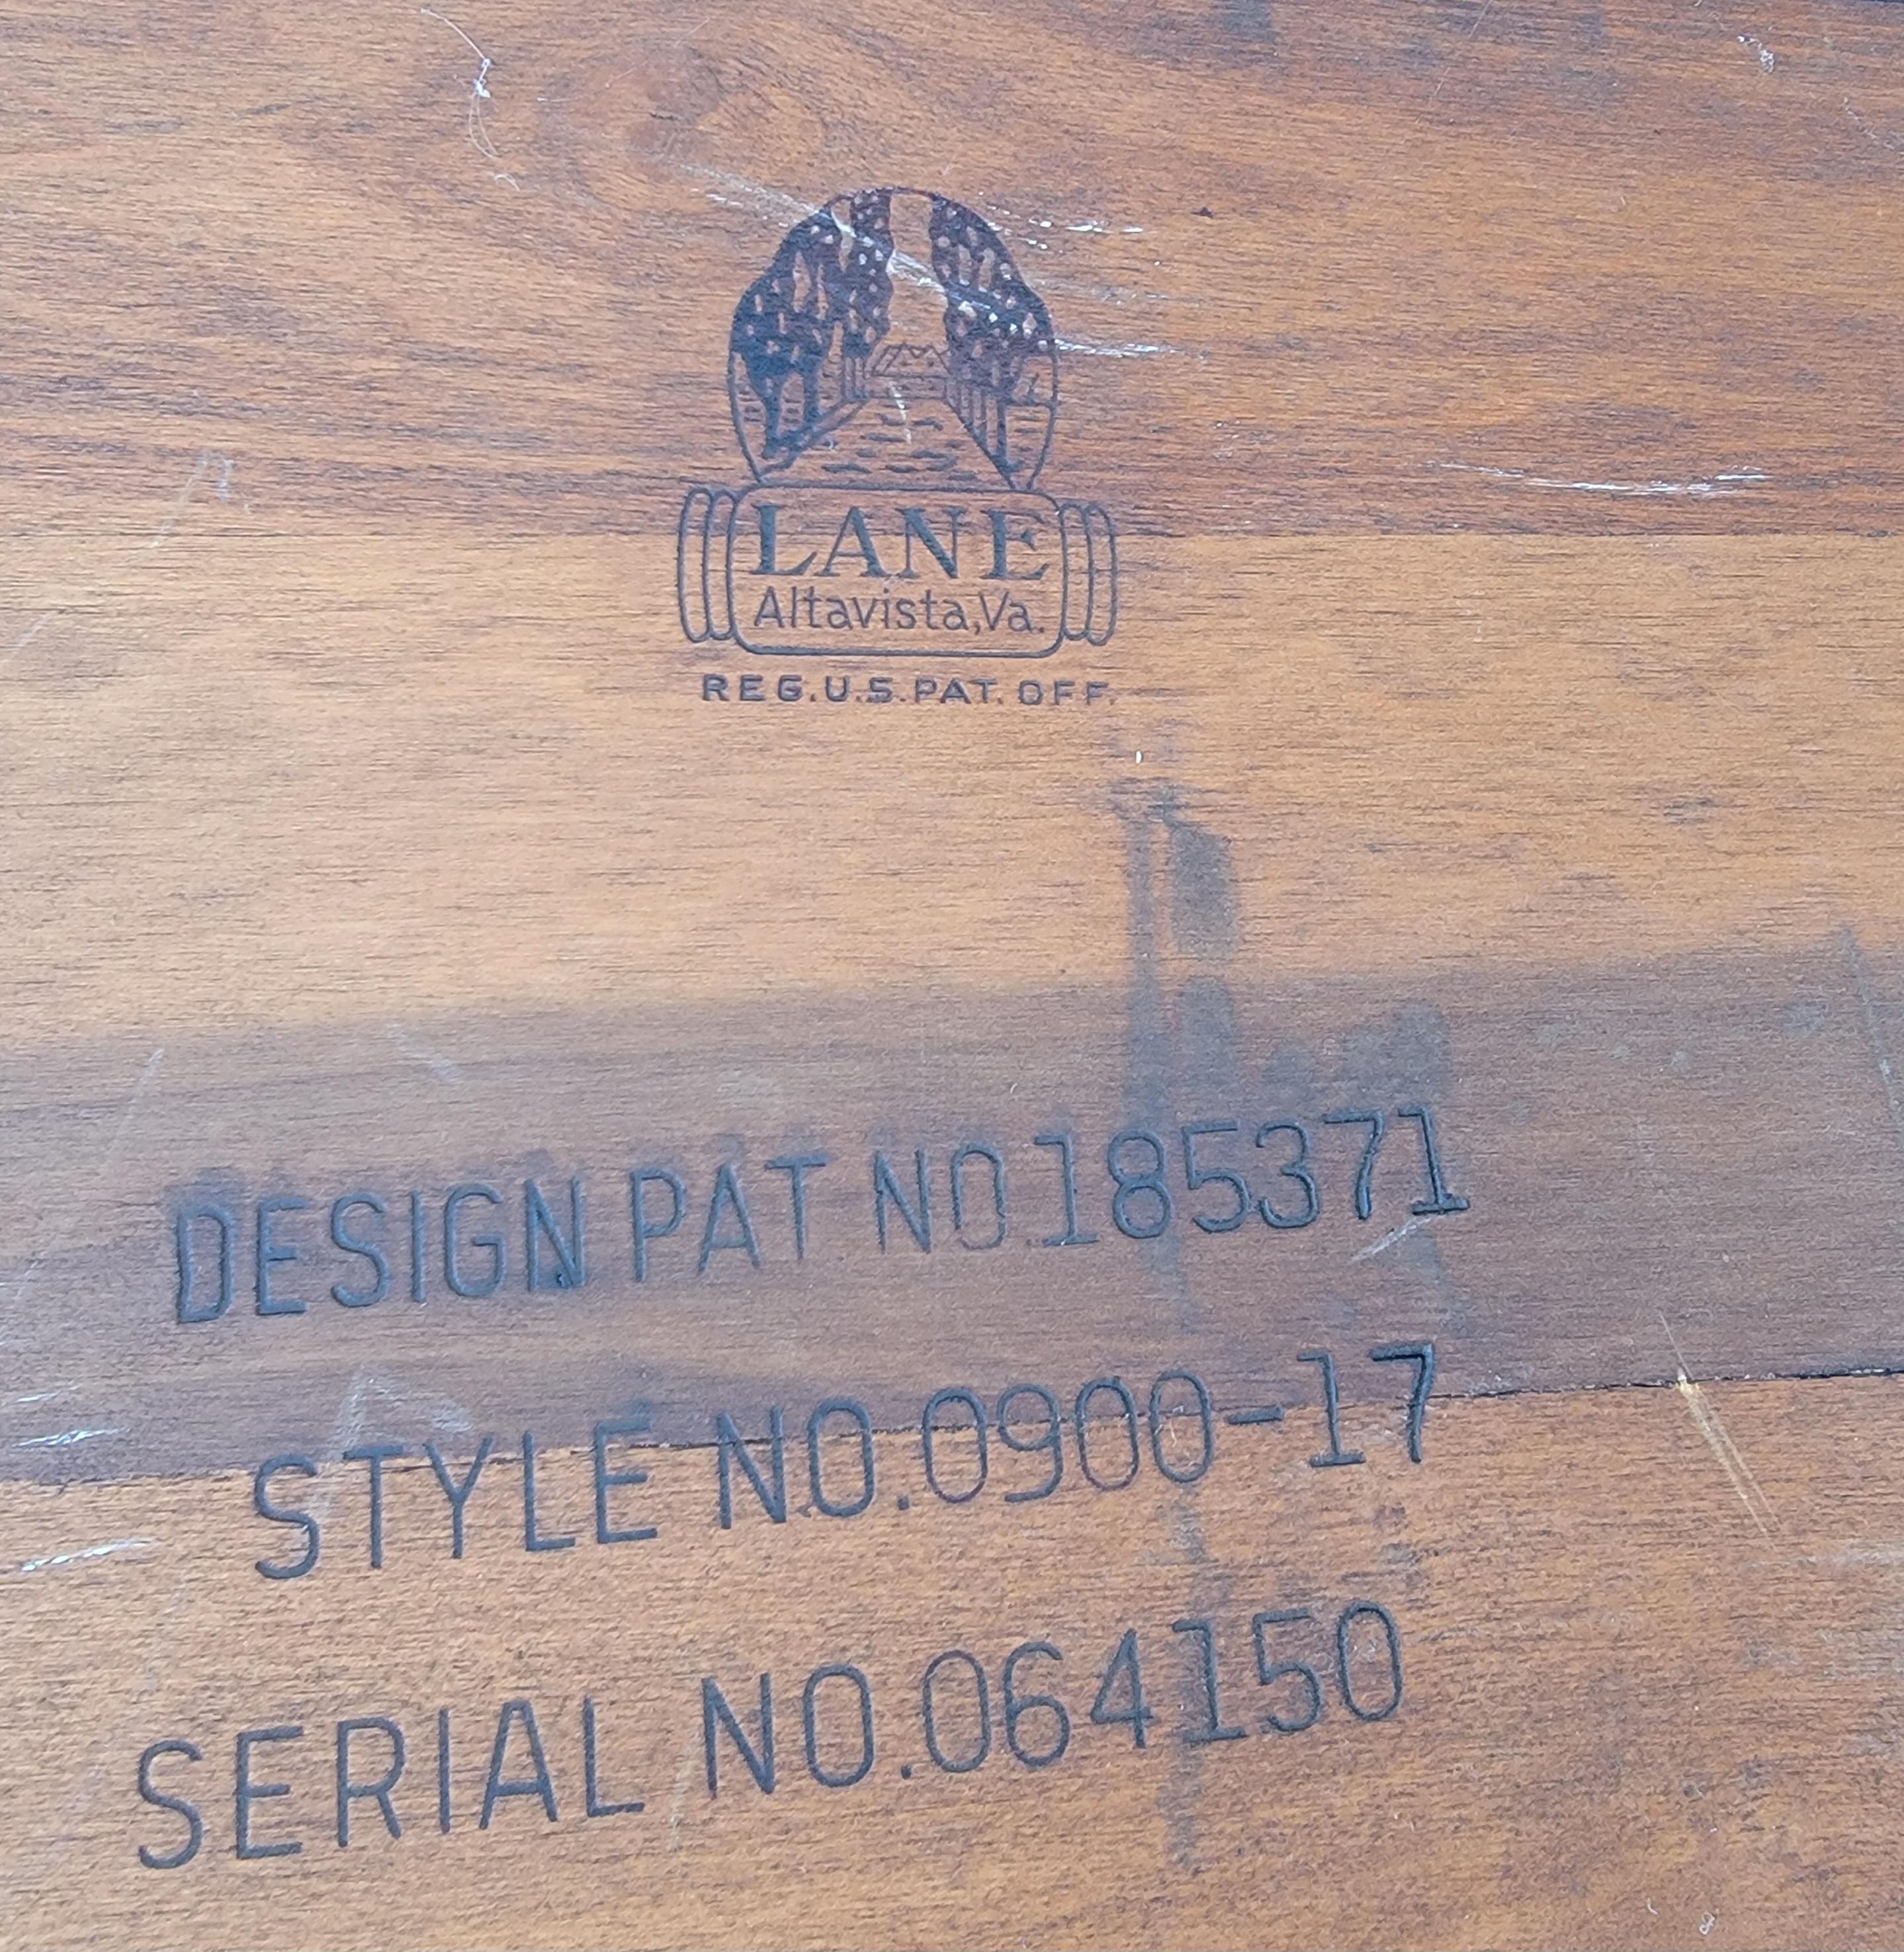 LANE
Altavista,Va.
REG.U.S.PAT. OFF.
DESIGN PAT NO 185371
STYLE NO.0900-17
SERIAL NO.064150